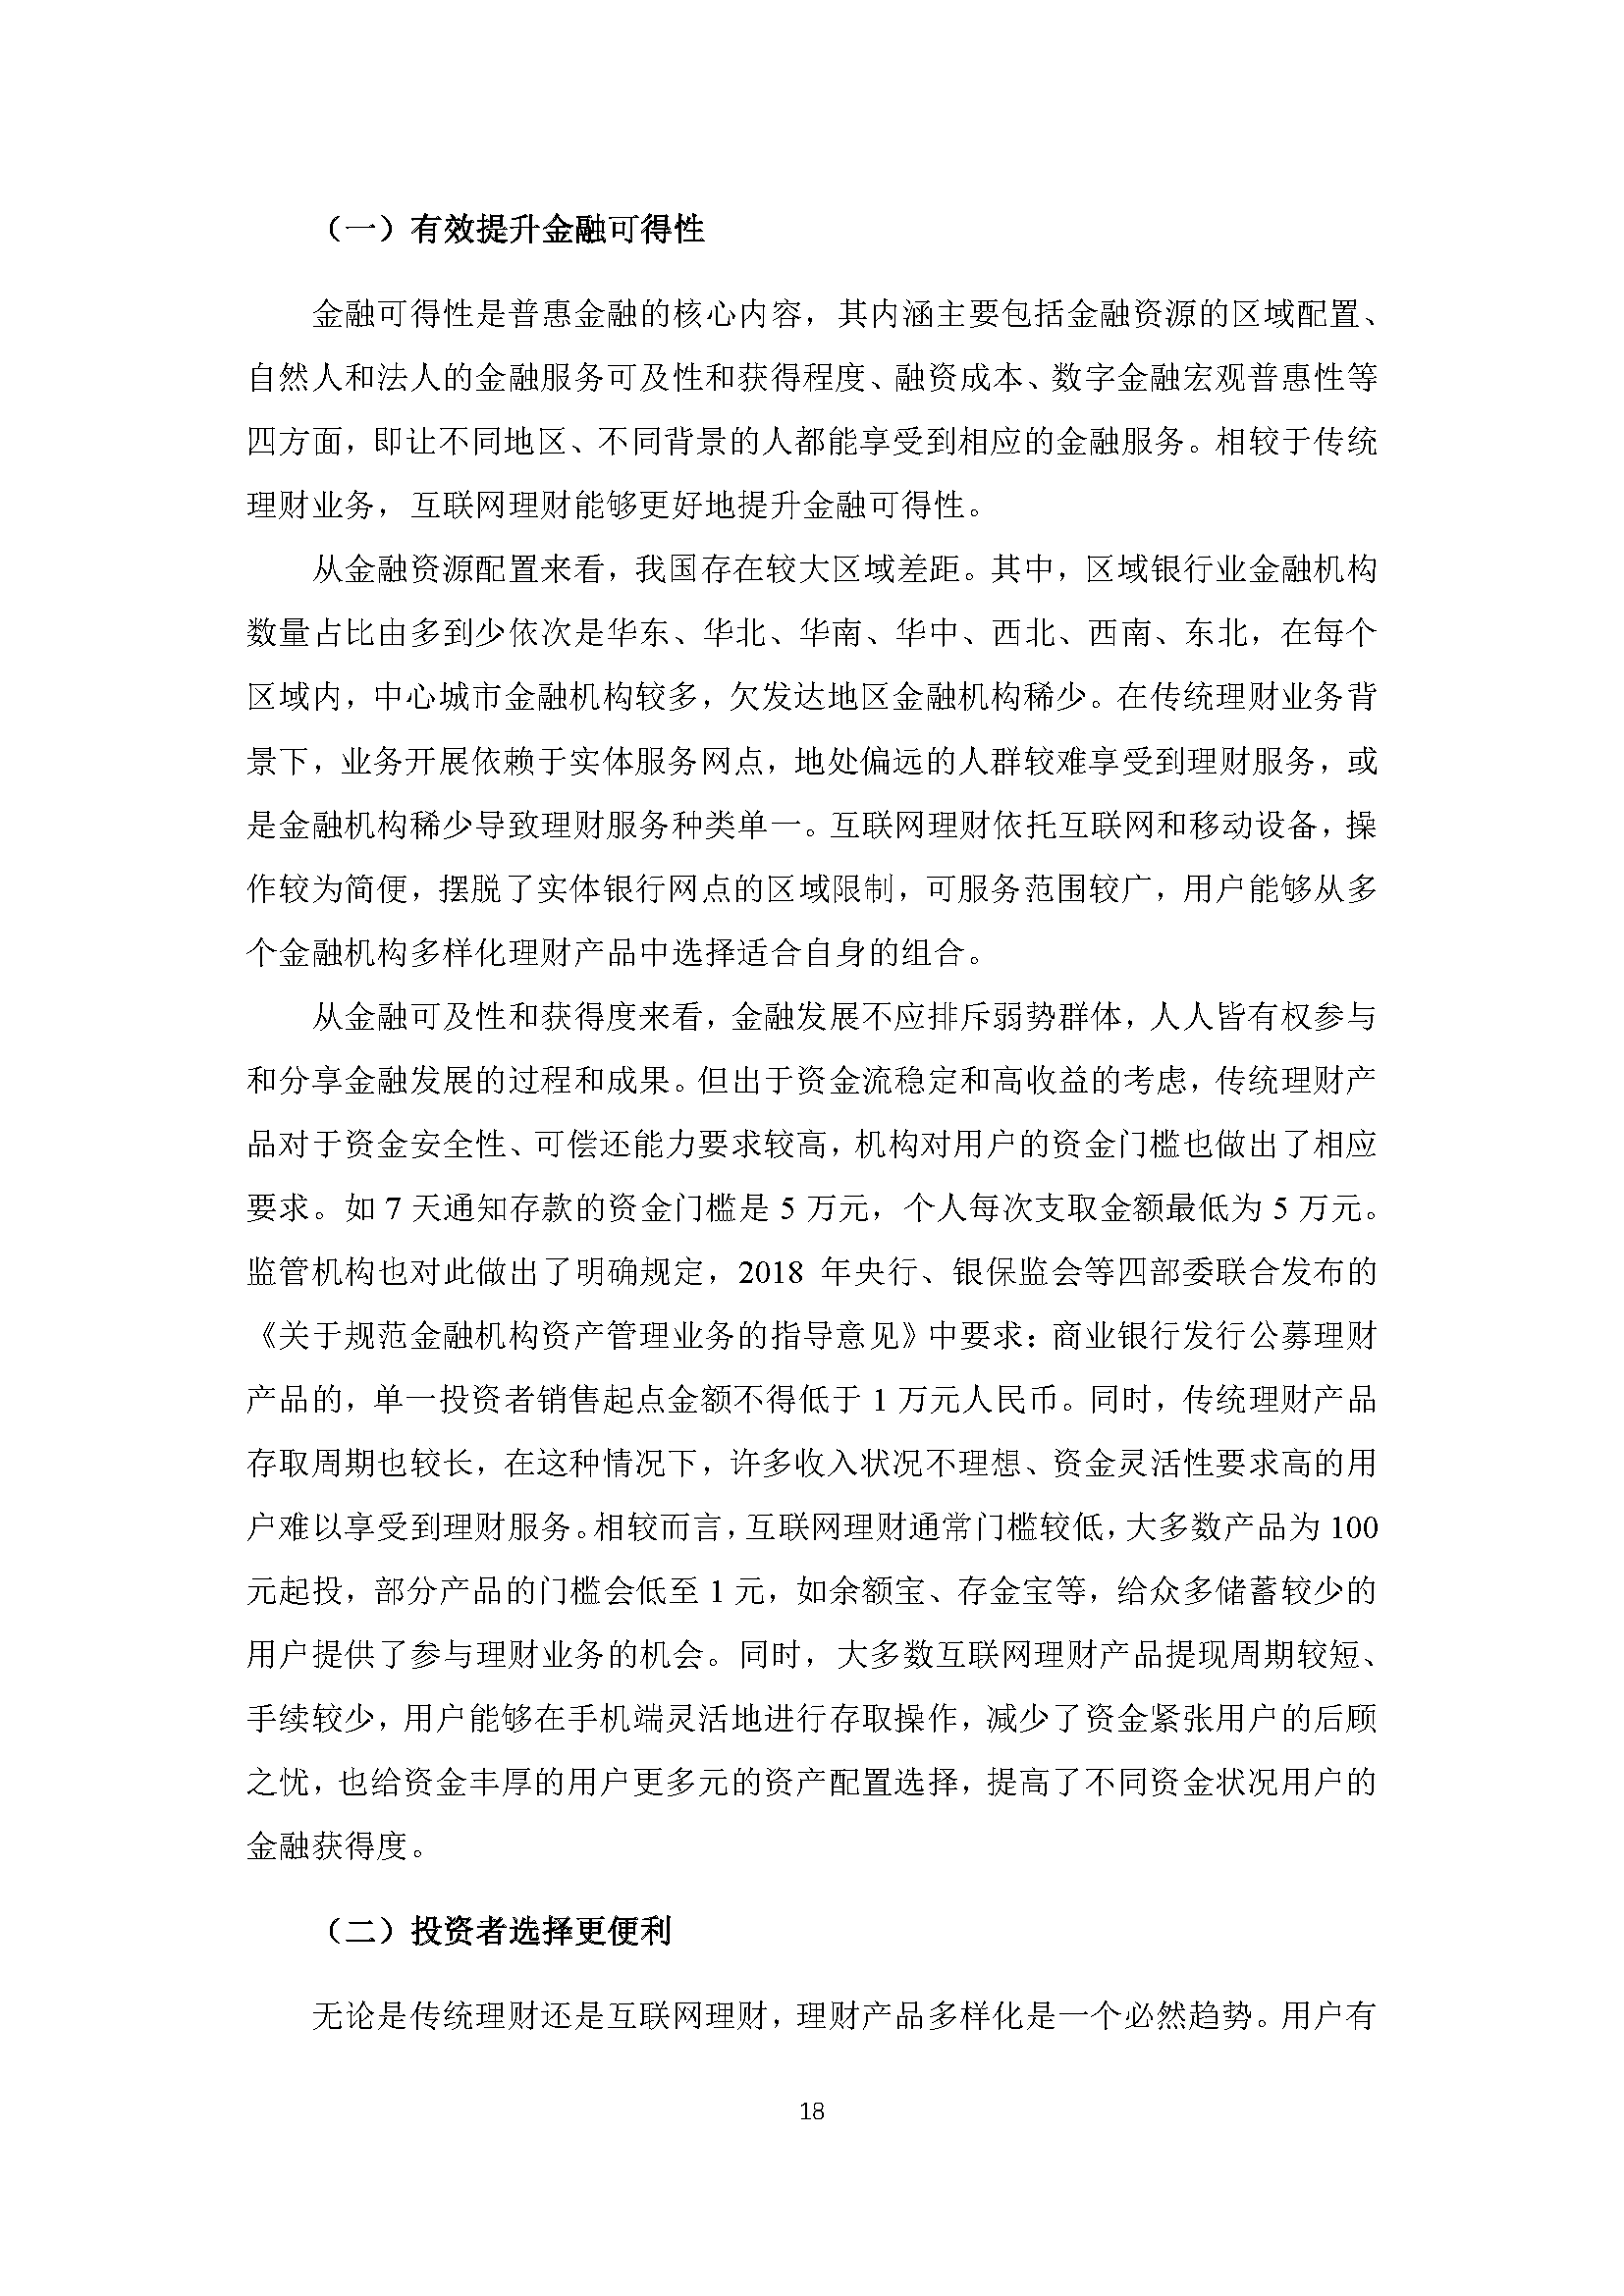 （一）有效提升金融可得性
金融可得性是普惠金融的核心内容，其内涵主要包括金融资源的区域配置、
自然人和法人的金融服务可及性和获得程度、融资成本、数字金融宏观普惠性等
四方面，即让不同地区、不同背景的人都能享受到相应的金融服务。相较于传统
理财业务，互联网理财能够更好地提升金融可得性。
从金融资源配置来看，我国存在较大区域差距。其中，区域银行业金融机构
数量占比由多到少依次是华东、华北、华南、华中、西北、西南、东北，在每个
区域内，中心城市金融机构较多，欠发达地区金融机构稀少。在传统理财业务背
景下，业务开展依赖于实体服务网点，地处偏远的人群较难享受到理财服务，或
是金融机构稀少导致理财服务种类单一。互联网理财依托互联网和移动设备，操
作较为简便，摆脱了实体银行网点的区域限制，可服务范围较广，用户能够从多
个金融机构多样化理财产品中选择适合自身的组合。
从金融可及性和获得度来看，金融发展不应排斥弱势群体，人人皆有权参与
和分享金融发展的过程和成果。但出于资金流稳定和高收益的考虑，传统理财产
品对于资金安全性、可偿还能力要求较高，机构对用户的资金门槛也做出了相应
要求。如 7 天通知存款的资金门槛是 5 万元，个人每次支取金额最低为 5 万元。
监管机构也对此做出了明确规定，2018 年央行、银保监会等四部委联合发布的
《关于规范金融机构资产管理业务的指导意见》中要求：商业银行发行公募理财
产品的，单一投资者销售起点金额不得低于 1 万元人民币。同时，传统理财产品
存取周期也较长，在这种情况下，许多收入状况不理想、资金灵活性要求高的用
户难以享受到理财服务。相较而言，互联网理财通常门槛较低，大多数产品为 100
元起投，部分产品的门槛会低至 1 元，如余额宝、存金宝等，给众多储蓄较少的
用户提供了参与理财业务的机会。同时，大多数互联网理财产品提现周期较短、
手续较少，用户能够在手机端灵活地进行存取操作，减少了资金紧张用户的后顾
之忧，也给资金丰厚的用户更多元的资产配置选择，提高了不同资金状况用户的
金融获得度。
（二）投资者选择更便利
无论是传统理财还是互联网理财，理财产品多样化是一个必然趋势。用户有
18